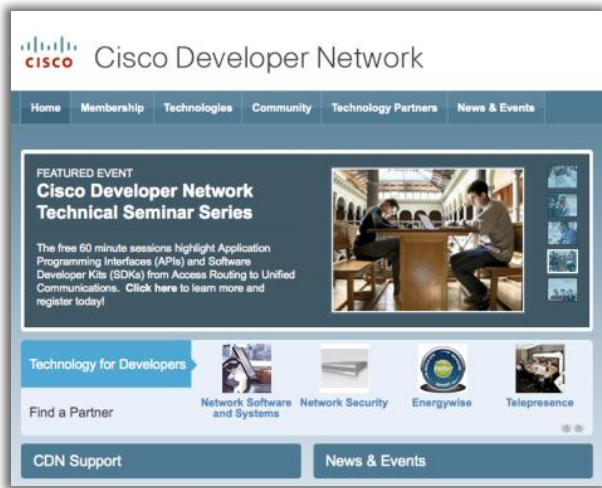 CISCO
Cisco Developer Network
Home Membership Technologies Community Technology Partners News & Events
FEATURED EVENT
Cisco Developer Network
Technical Seminar Series
The free 60 minute sessions highlight Application
Programming Interfaces (APIs) and Software
Developer Kits (SDKs) from Access Routing to Unified
Communications. Click here to learn more and
register today!
Technology for Developers
Find a Partner
Network Software
and Systems
Network Security
Energywise
Telepresence
CDN Support
News & Events